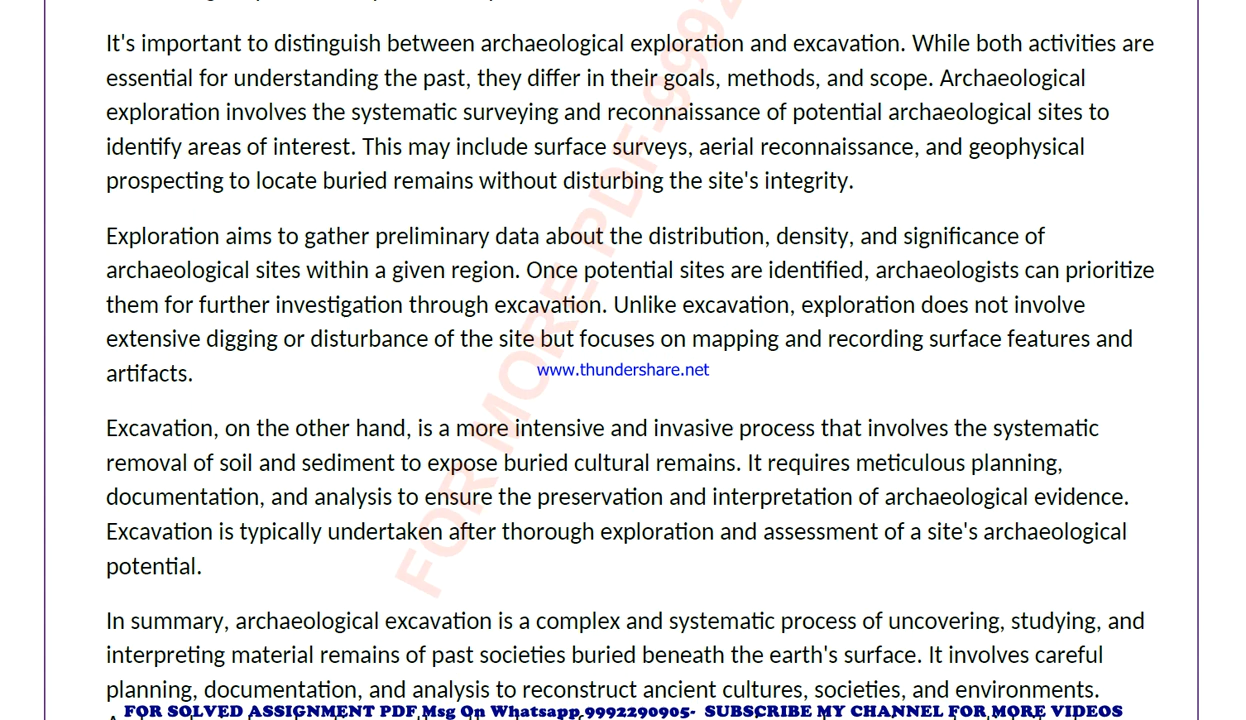 It's important to distinguish between archaeological exploration and excavation. While both activities are
essential for understanding the past, they differ in their goals, methods, and scope. Archaeological
exploration involves the systematic surveying and reconnaissance of potential archaeological sites to
identify areas of interest. This may include surface surveys, aerial reconnaissance, and geophysical
prospecting to locate buried remains without disturbing the site's integrity.
Exploration aims to gather preliminary data about the distribution, density, and significance of
archaeological sites within a given region. Once potential sites are identified, archaeologists can prioritize
them for further investigation through excavation. Unlike excavation, exploration does not involve
extensive digging or disturbance of the site but focuses on mapping and recording surface features and
artifacts.
www.thundershare.net
Excavation, on the other hand, is a more intensive and invasive process that involves the systematic
removal of soil and sediment to expose buried cultural remains. It requires meticulous planning,
documentation, and analysis to ensure the preservation and interpretation of archaeological evidence.
Excavation is typically undertaken after thorough exploration and assessment of a site's archaeological
potential.
In summary, archaeological excavation is a complex and systematic process of uncovering, studying, and
interpreting material remains of past societies buried beneath the earth's surface. It involves careful
planning, documentation, and analysis to reconstruct ancient cultures, societies, and environments.
FOR SOLVED ASSIGNMENT PDF Msg On Whatsapp 9992290905- SUBSCRIBE MY CHANNEL FOR MORE VIDEOS
FOR MORE PDF-9992